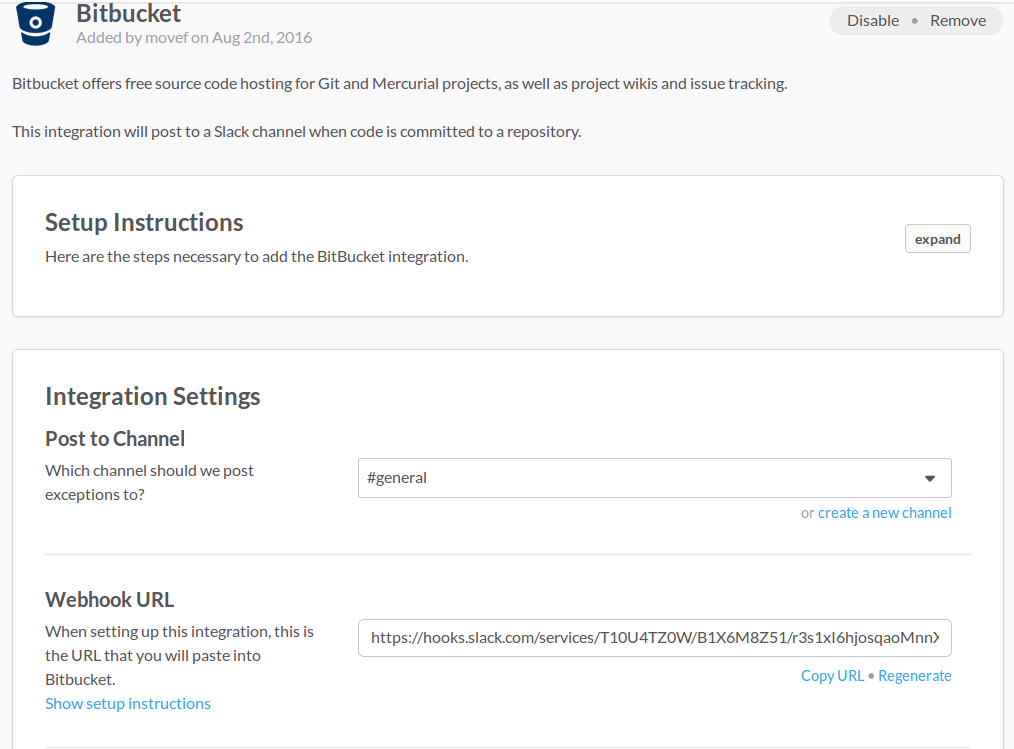 Bitbucket
Disable • Remove
Added by movef on Aug 2nd, 2016
Bitbucket offers free source code hosting for Git and Mercurial projects, as well as project wikis and issue tracking.
This integration will post to a Slack channel when code is committed to a repository.
Setup Instructions
expand
Here are the steps necessary to add the BitBucket integration.
Integration Settings
Post to Channel
Which channel should we post
exceptions to?
#general
or create a new channel
Webhook URL
When setting up this integration, this is
the URL that you will paste into
Bitbucket.
https://hooks.slack.com/services/T10U4TZ0W/B1X6M8Z51/r3s1xI6hjosqaoMnnX
Copy URL • Regenerate
Show setup instructions